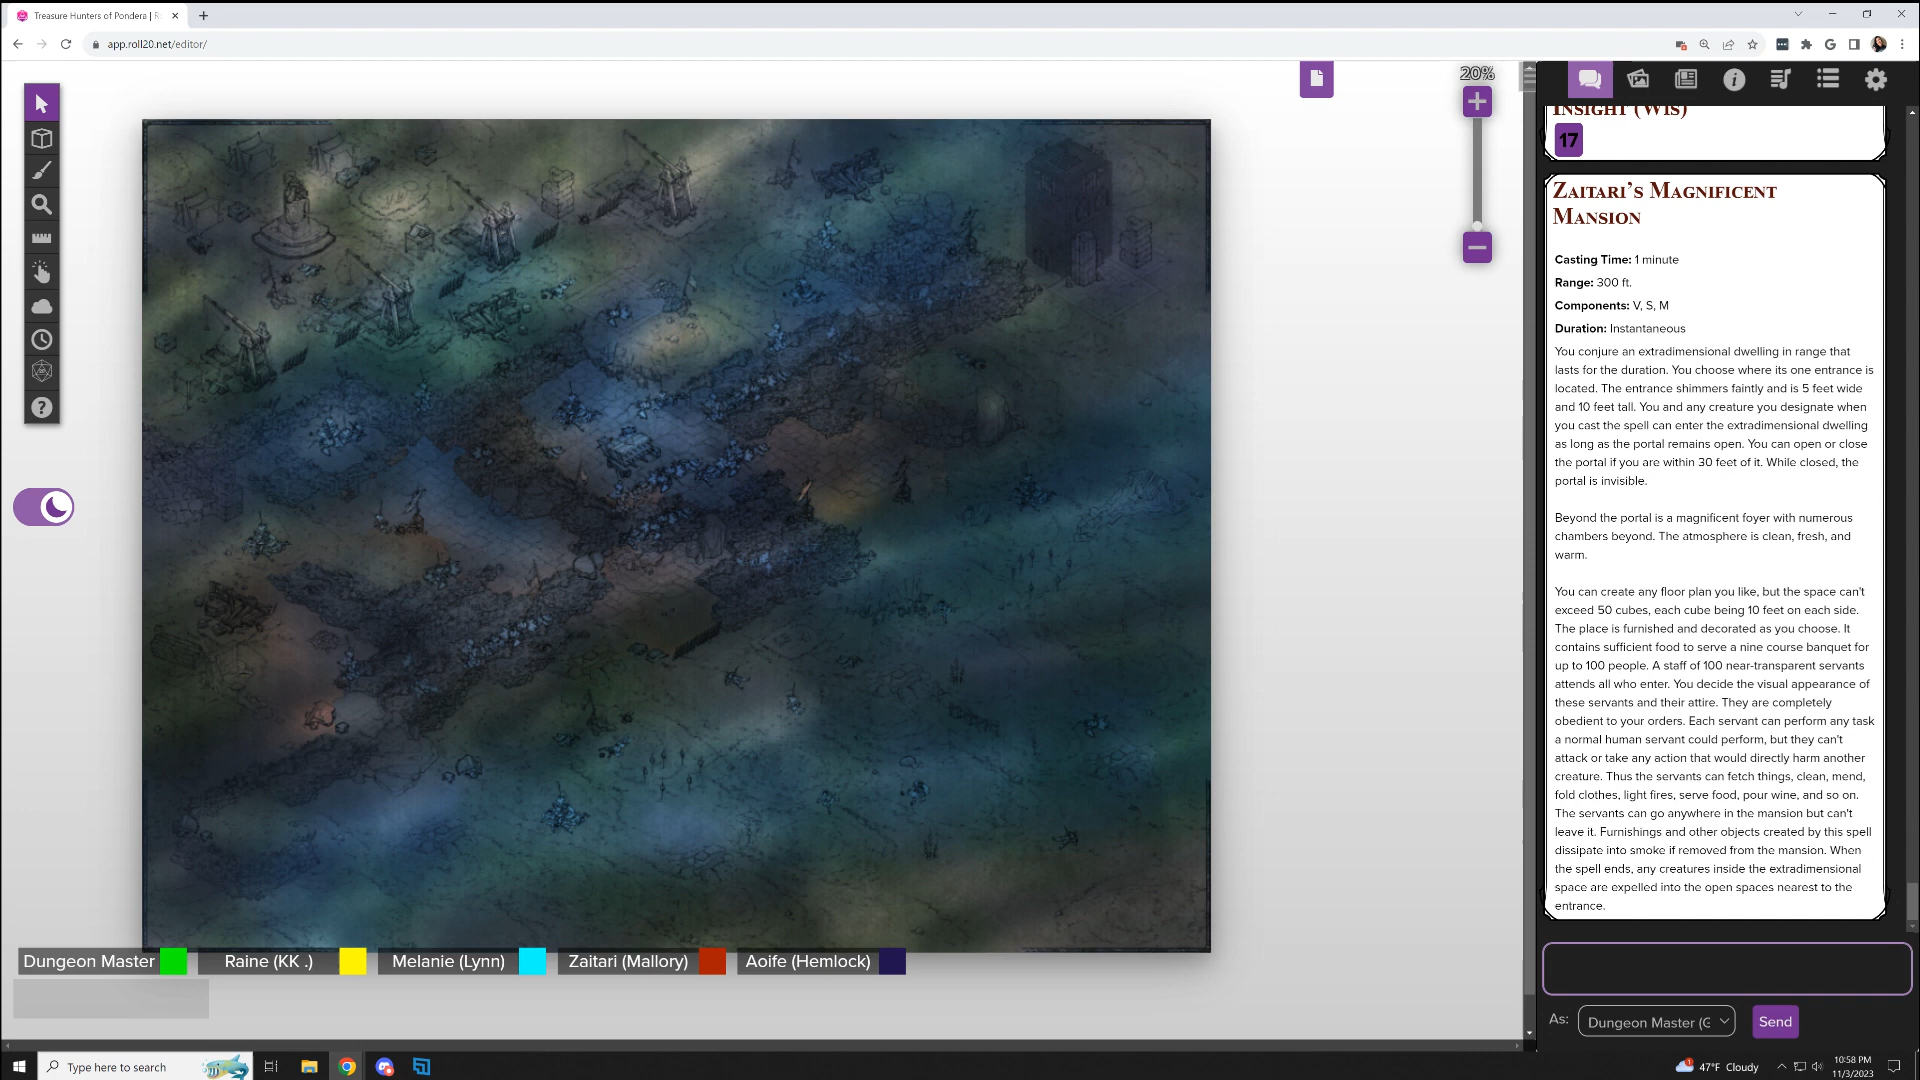 Treasure Hunters of Pondera |
app.roll20.net/editor/
20%
INSIGHT (WIS)
17
ZAITARI'S MAGNIFICENT
MANSION
Casting Time: 1 minute
Range: 300 ft.
Components: V, S, M
Duration: Instantaneous
You conjure an extradimensional dwelling in range that
lasts for the duration. You choose where its one entrance is
located. The entrance shimmers faintly and is 5 feet wide
and 10 feet tall. You and any creature you designate when
you cast the spell can enter the extradimensional dwelling
as long as the portal remains open. You can open or close
the portal if you are within 30 feet of it. While closed, the
portal is invisible.
Beyond the portal is a magnificent foyer with numerous
chambers beyond. The atmosphere is clean, fresh, and
warm.
You can create any floor plan you like, but the space can't
exceed 50 cubes, each cube being 10 feet on each side.
The place is furnished and decorated as you choose. It
contains sufficient food to serve a nine course banquet for
up to 100 people. A staff of 100 near-transparent servants
attends all who enter. You decide the visual appearance of
these servants and their attire. They are completely
obedient to your orders. Each servant can perform any task
a normal human servant could perform, but they can't
attack or take any action that would directly harm another
creature. Thus the servants can fetch things, clean, mend,
fold clothes, light fires, serve food, pour wine, and so on.
The servants can go anywhere in the mansion but can't
leave it. Furnishings and other objects created by this spell
dissipate into smoke if removed from the mansion. When
the spell ends, any creatures inside the extradimensional
space are expelled into the open spaces nearest to the
entrance.
Dungeon Master
Raine (KK .)
Melanie (Lynn)
Zaitari (Mallory)
Aoife (Hemlock)
As:
Dungeon Master (G
Send
Type here to search
1
47°F Cloudy
10:58 PM
11/3/2023